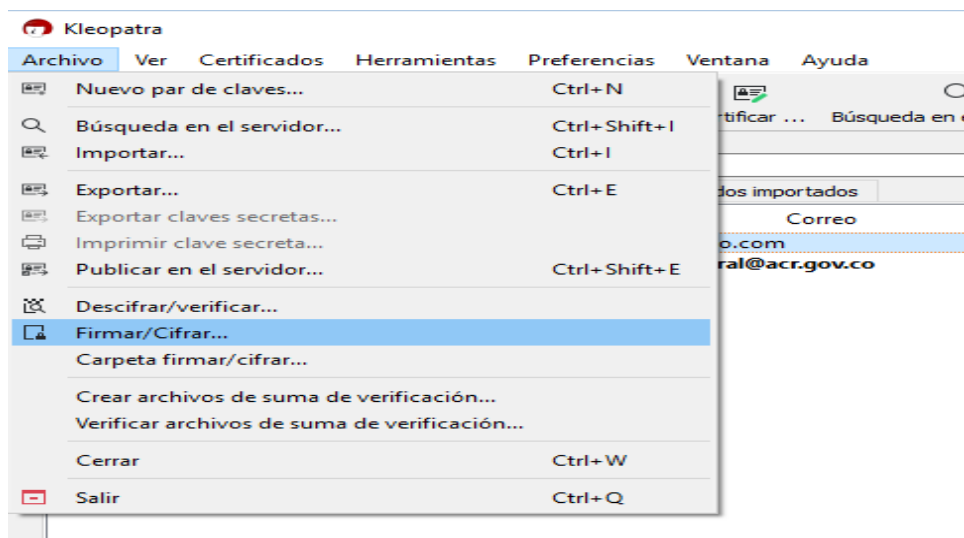 Kleopatra
Archivo Ver Certificados Herramientas Preferencias Ventana Ayuda
Nuevo par de claves... Ctrl+N
Búsqueda en el servidor... Ctrl+Shift+I
tificar ... Búsqueda en
Importar... Ctrl+I
Exportar... Ctrl+E
dos importados
Exportar claves secretas...
Correo
Imprimir clave secreta...
o.com
Publicar en el servidor... Ctrl+Shift+E
ral@acr.gov.co
Descifrar/verificar...
Firmar/Cifrar...
Carpeta firmar/cifrar...
Crear archivos de suma de verificación...
Verificar archivos de suma de verificación...
Cerrar Ctrl+W
Salir Ctrl+Q